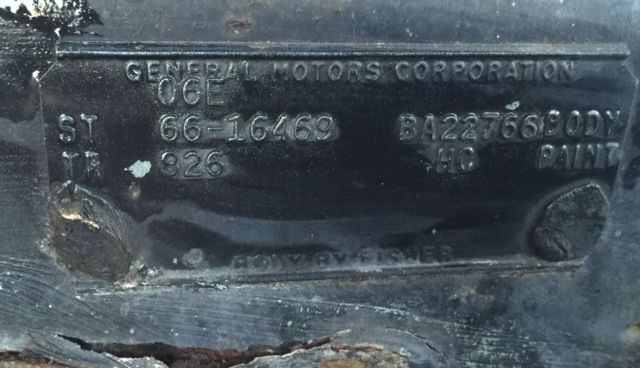 GENERAL MOTORS CORPORATION
06E
ST 66-16469 BA22766 BODY
TR 826 HC PAINT
BODY BY FISHER